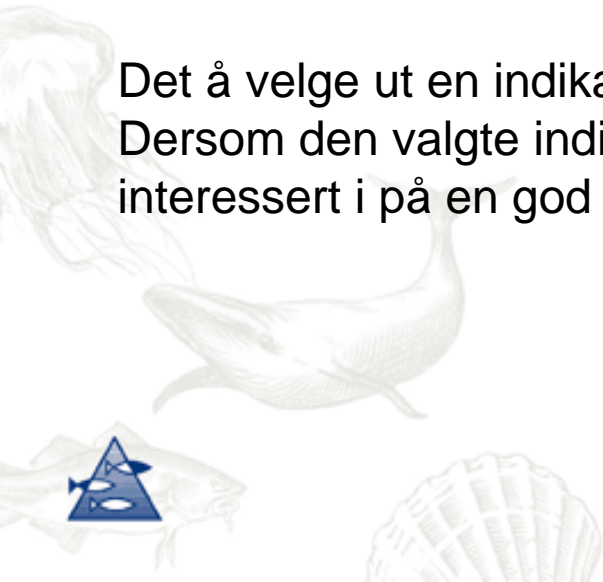 Det å velge ut en indika
Dersom den valgte indi
interessert i på en god